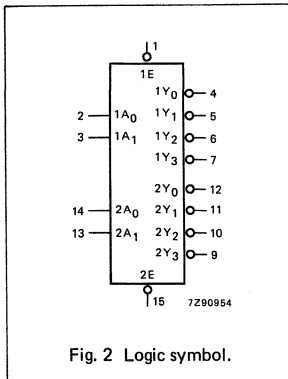 1
1E
1Y0 4
2 1A0 1Y1 5
3 1A1 1Y2 6
1Y3 7
2Y0 12
14 2A0 2Y1 11
13 2A1 2Y2 10
2Y3 9
2E
15 7Z90954
Fig. 2 Logic symbol.